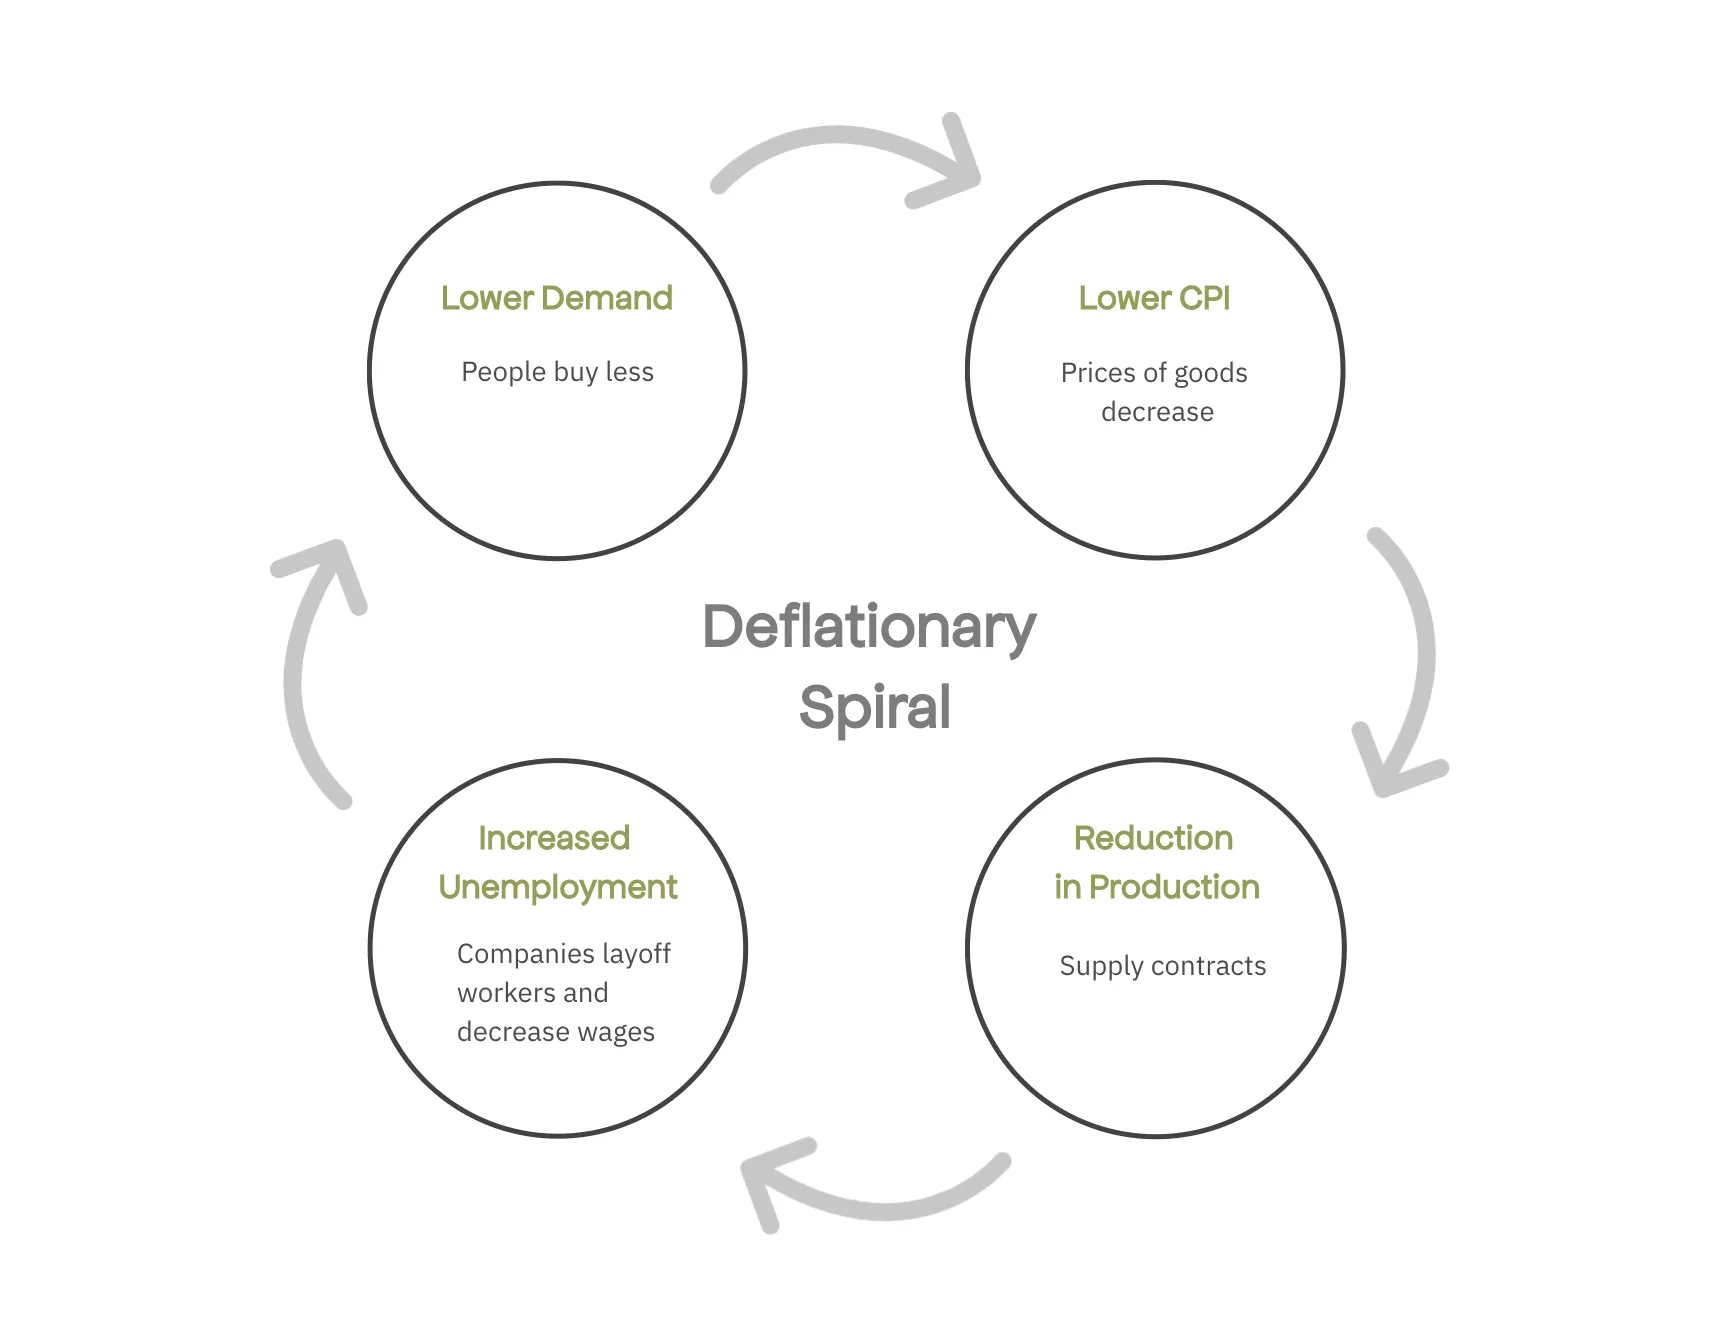 Lower Demand
People buy less
Lower CPI
Prices of goods
decrease
Deflationary
Spiral
Increased
Unemployment
Companies layoff
workers and
decrease wages
Reduction
in Production
Supply contracts